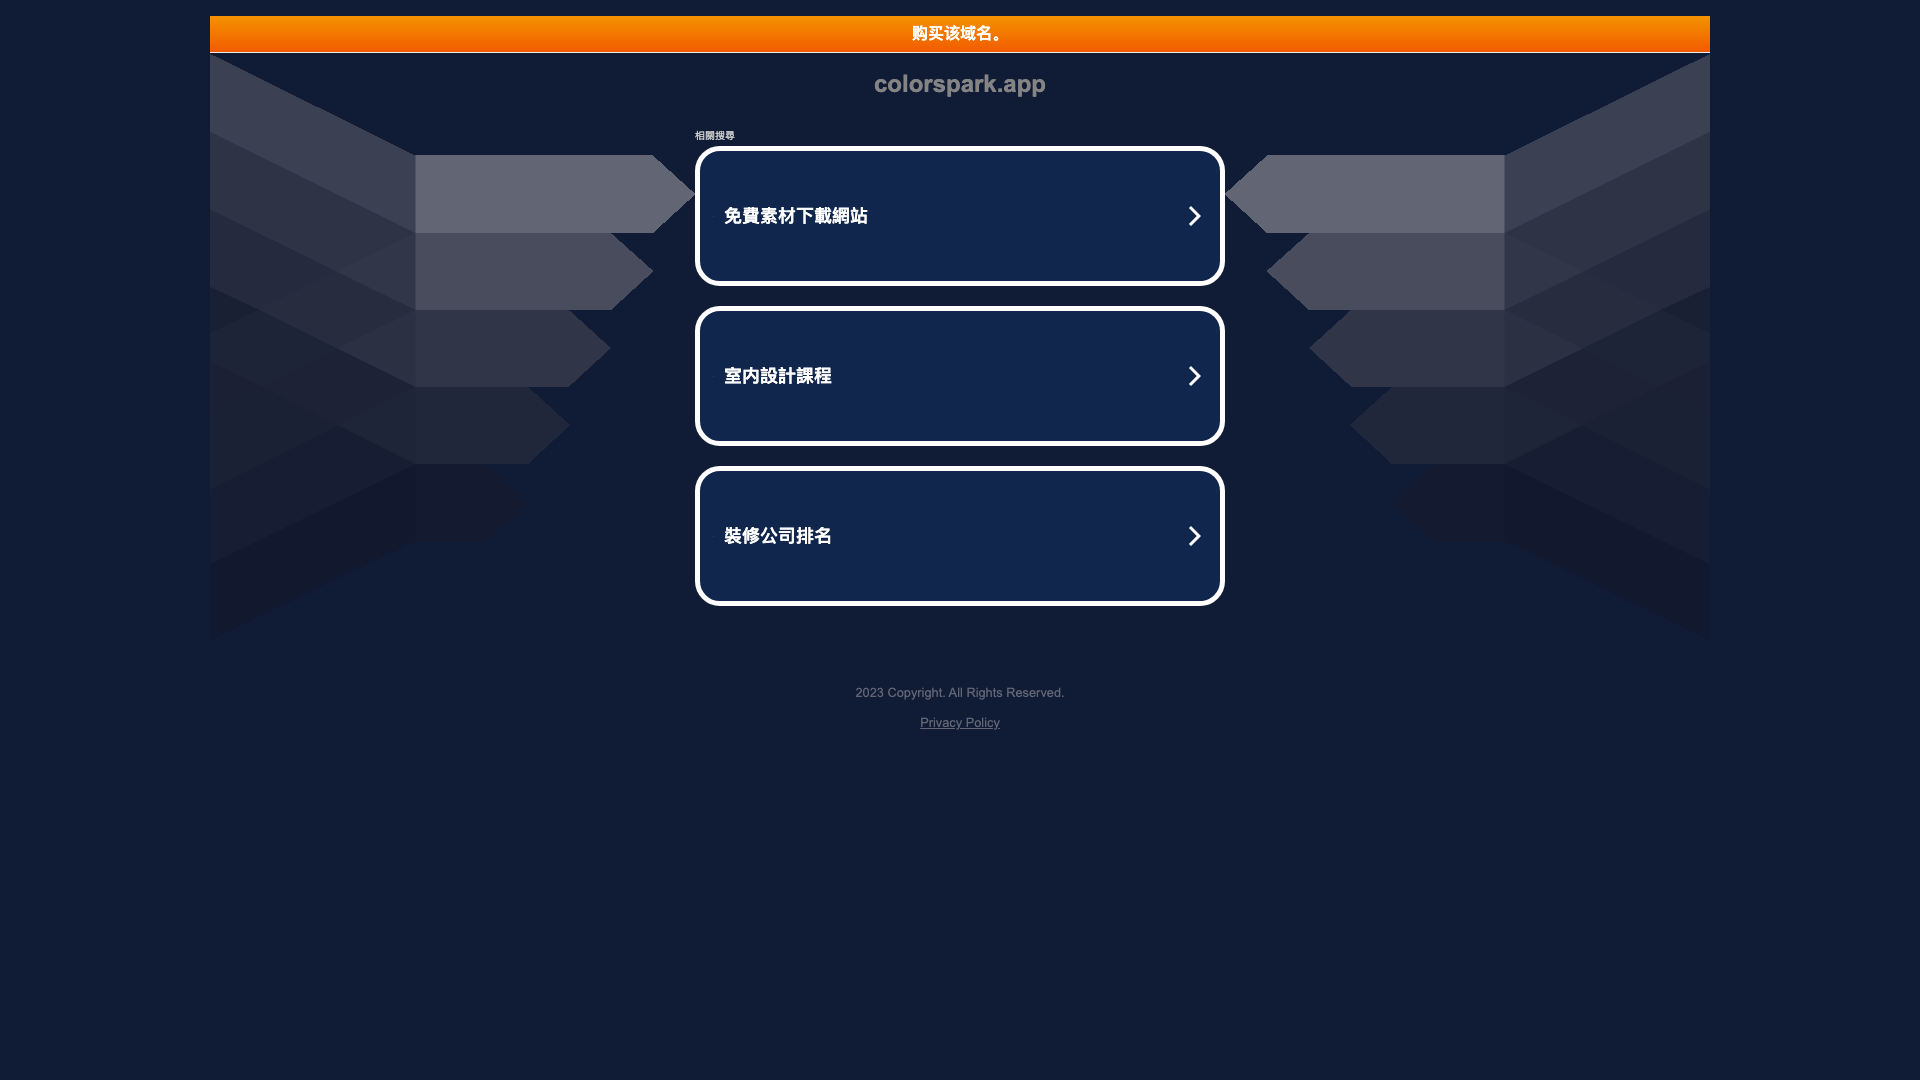 购买该域名。
colorspark.app
相關搜尋
免費素材下載網站
室內設計課程
裝修公司排名
2023 Copyright. All Rights Reserved.
Privacy Policy